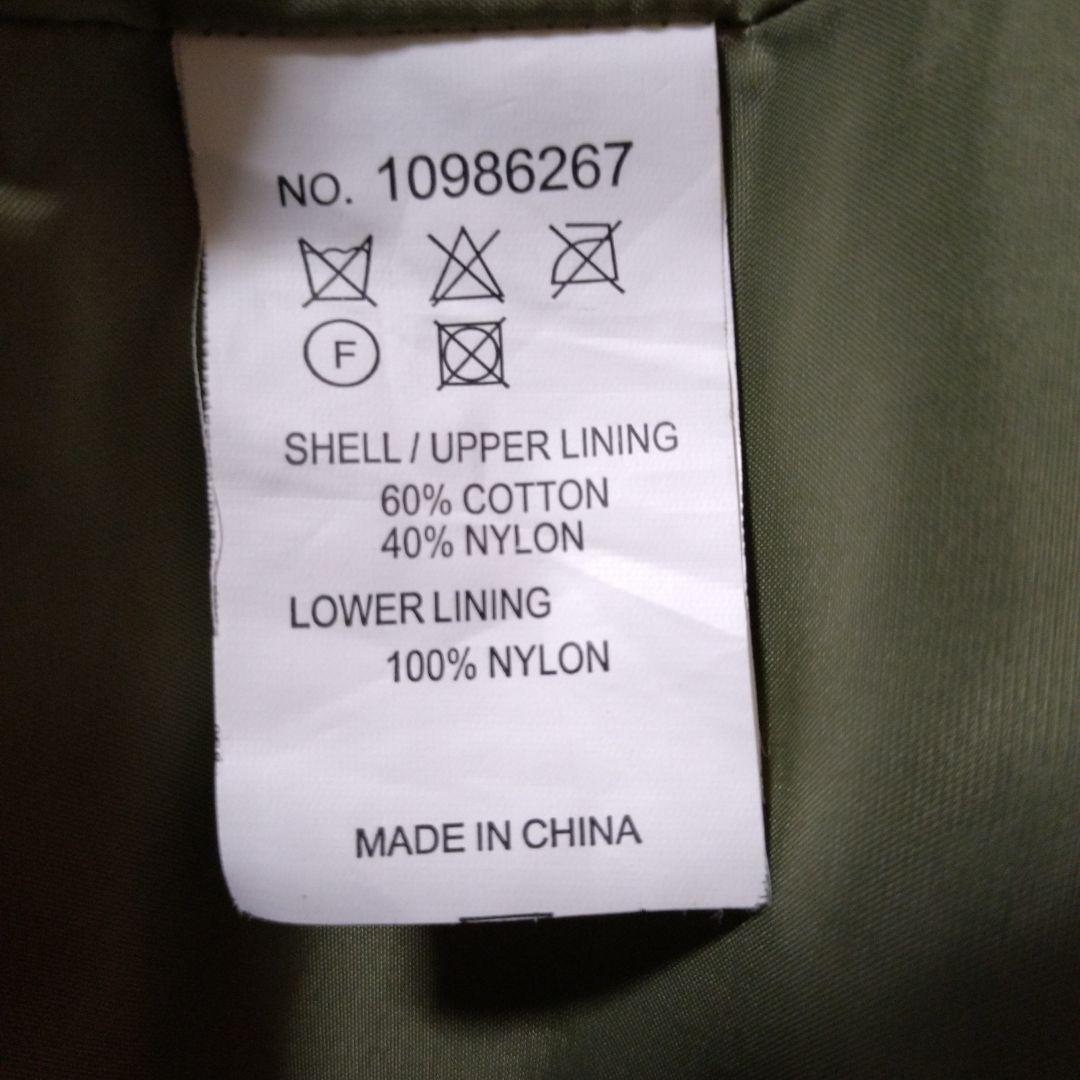 NO. 10986267
F
SHELL / UPPER LINING
60% COTTON
40% NYLON
LOWER LINING
100% NYLON
MADE IN CHINA